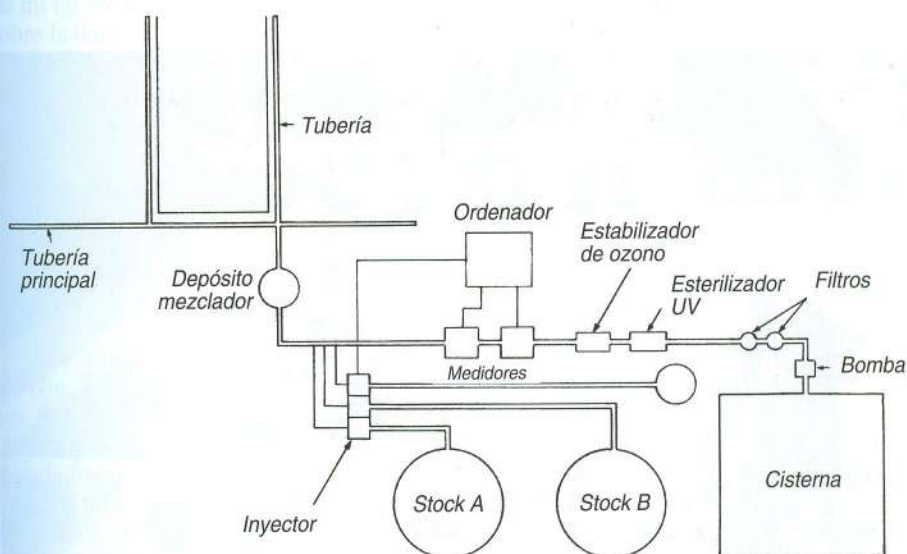 Tubería
Ordenador
Tubería
principal
Depósito
mezclador
Estabilizador
de ozono
Esterilizador
UV
Filtros
Medidores
Bomba
Inyector
Stock A
Stock B
Cisterna